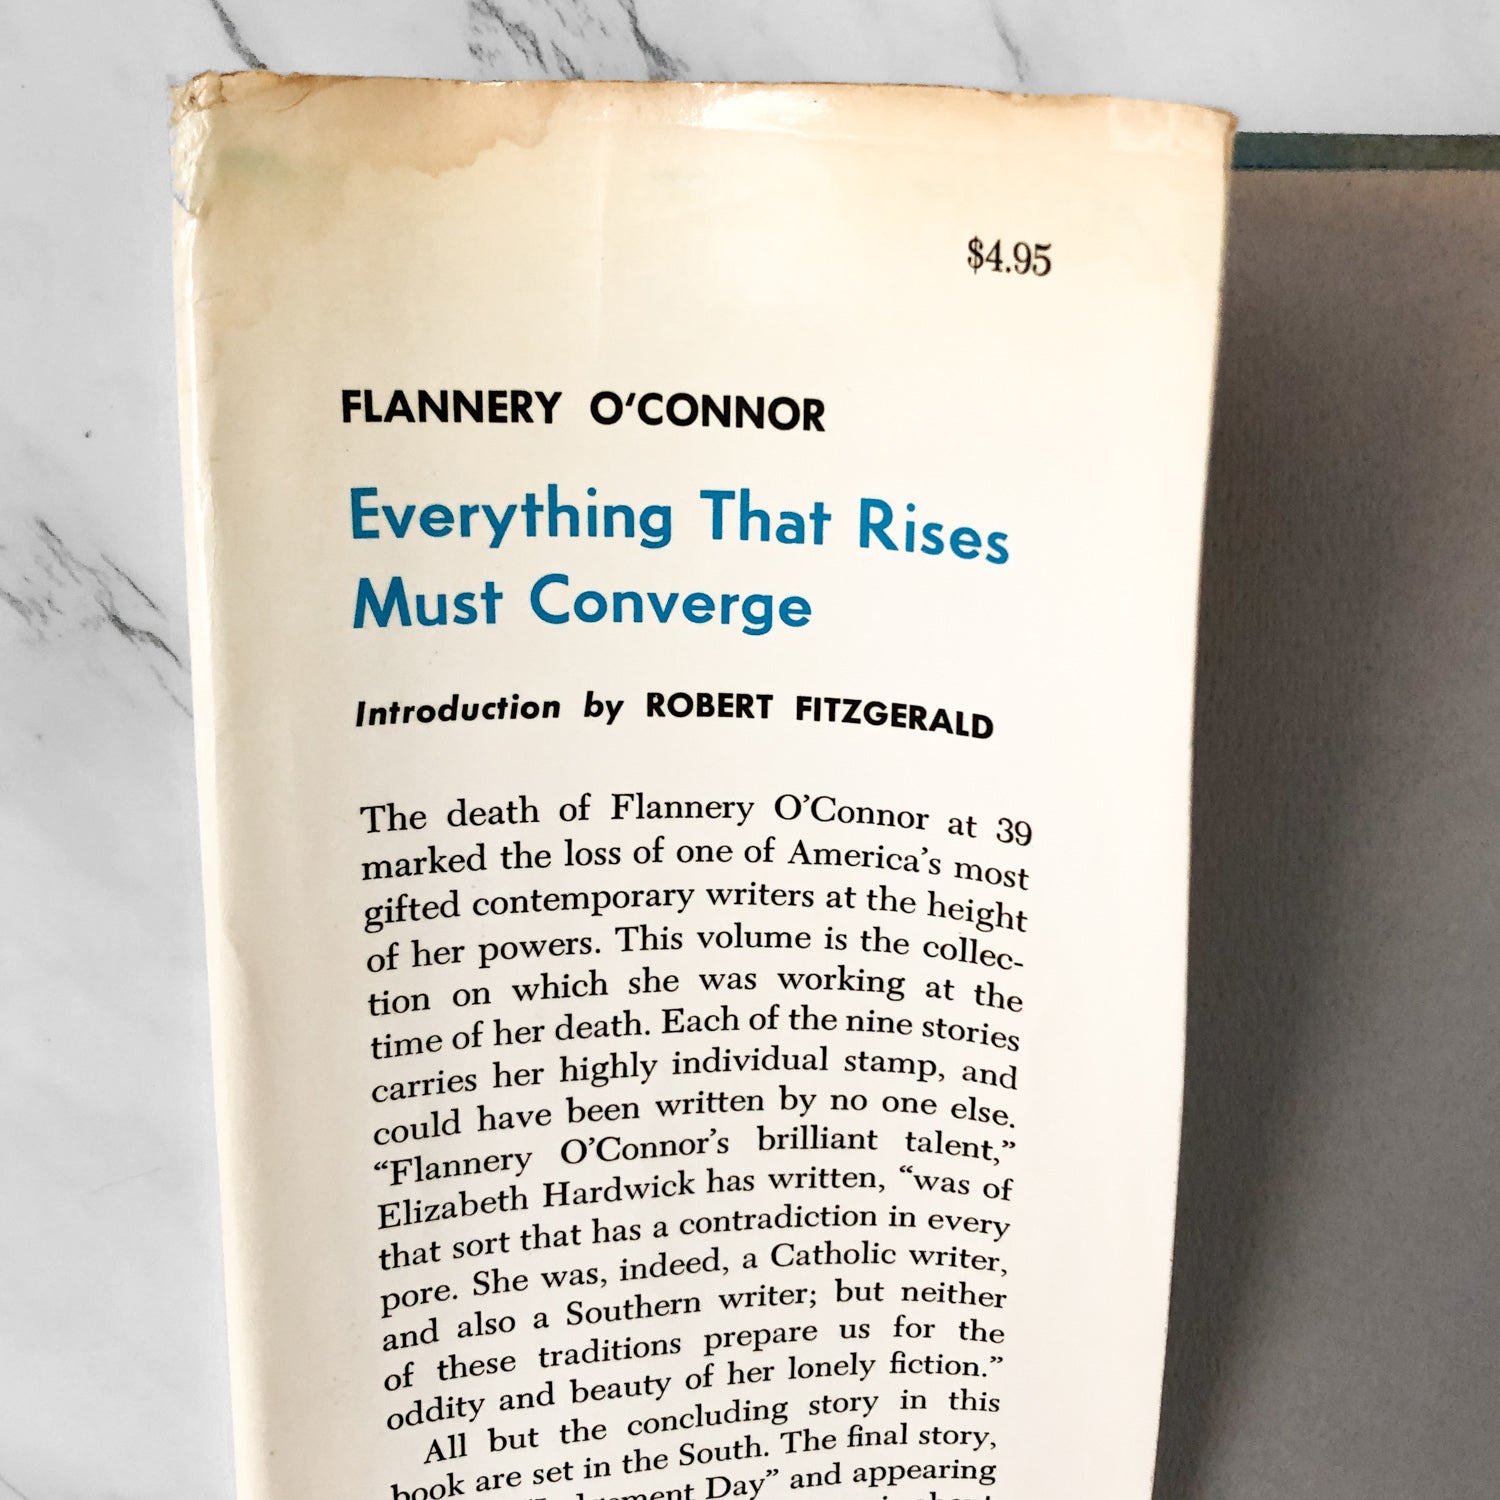 $4.95
FLANNERY O'CONNOR
Everything That Rises
Must Converge
Introduction by ROBERT FITZGERALD
The death of Flannery O'Connor at 39
marked the loss of one of America's most
gifted contemporary writers at the height
of her powers. This volume is the collec-
tion on which she was working at the
time of her death. Each of the nine stories
carries her highly individual stamp, and
could have been written by no one else.
“Flannery O'Connor's brilliant talent,”
Elizabeth Hardwick has written, “was of
that sort that has a contradiction in every
pore. She was, indeed, a Catholic writer,
and also a Southern writer; but neither
of these traditions prepare us for the
oddity and beauty of her lonely fiction.”
All but the concluding story in this
book are set in the South. The final story,
Day” and appearing